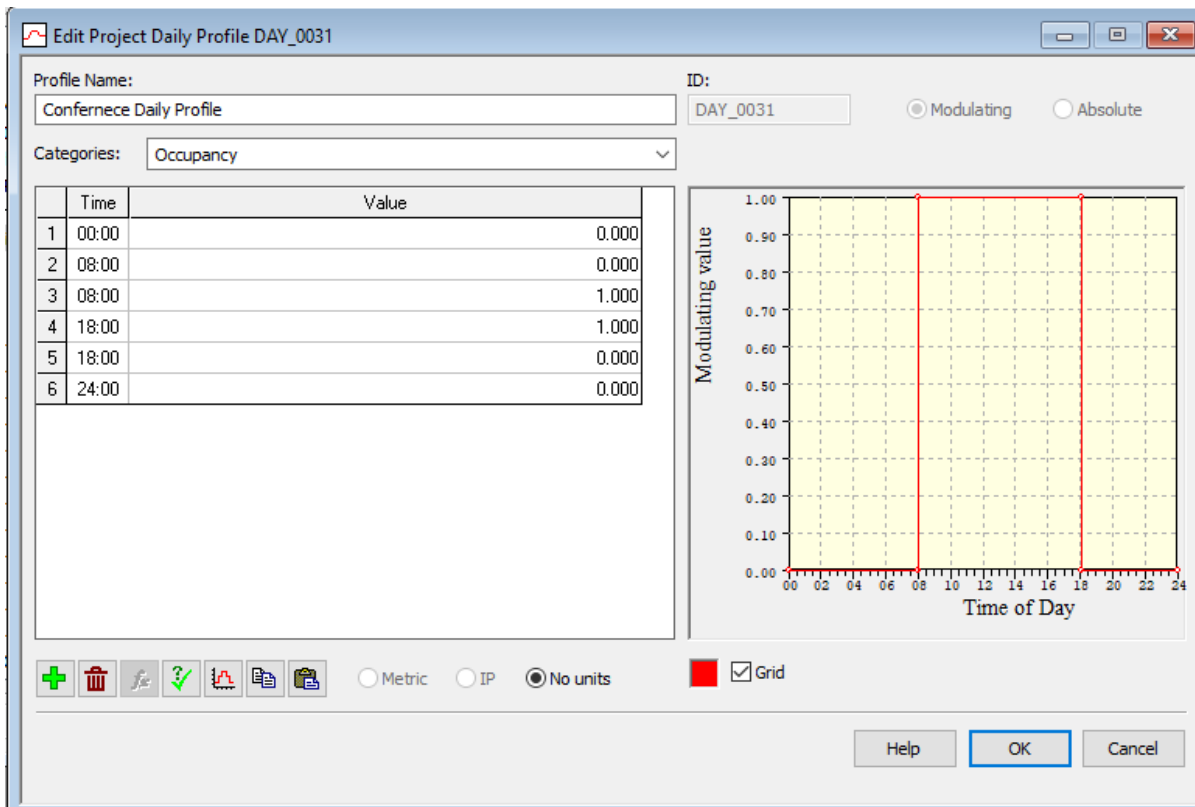 Edit Project Daily Profile DAY_0031
Profile Name:
ID:
Confernece Daily Profile
DAY_0031
Modulating
Absolute
Categories:
Occupancy
Time Value
1 00:00 0.000
2 08:00 0.000
3 08:00 1.000
4 18:00 1.000
5 18:00 0.000
6 24:00 0.000
Modulating value
1.00
0.90
0.80
0.70
0.60
0.50
0.40
0.30
0.20
0.10
0.00
00 02 04 06 08 10 12 14 16 18 20 22 24
Time of Day
Metric IP No units
Grid
Help OK Cancel